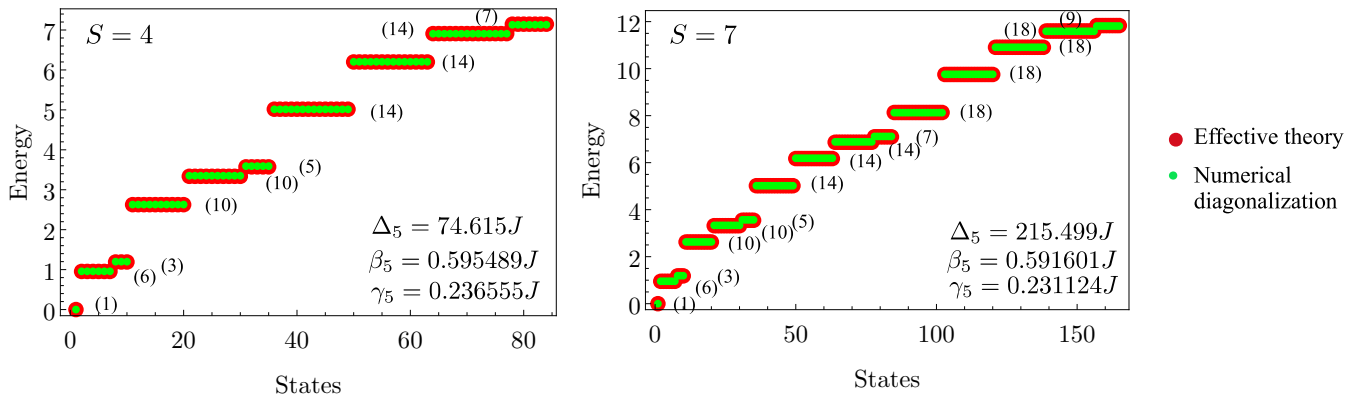 S = 4
Energy
7
6
5
4
3
2
1
0
(7)
(14)
(14)
(14)
(5)
(10)
(10)
(3)
(6)
(1)
Δ₅ = 74.615J
β₅ = 0.595489J
γ₅ = 0.236555J
0 20 40 60 80
States
S = 7
Energy
12
10
8
6
4
2
0
(9)
(18)
(18)
(18)
(18)
(7)
(14)
(14)
(14)
(5)
(10)
(10)
(3)
(6)
(1)
Δ₅ = 215.499J
β₅ = 0.591601J
γ₅ = 0.231124J
0 50 100 150
States
Effective theory
Numerical
diagonalization